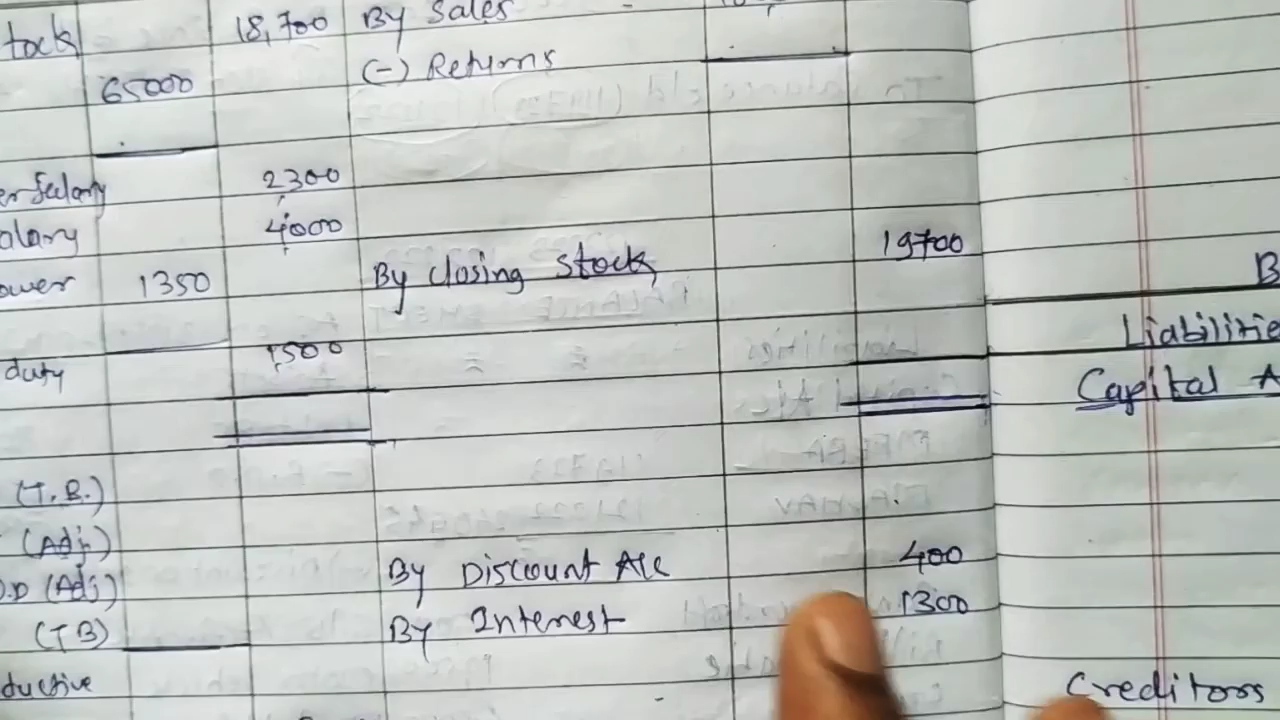 tock 18,700 By Sales
65000 (-) Returns
2300
4000
alary 19700
ower 1350 By closing stock
B
1500 Liabilitie
duty Capital A
(T.B.)
(Adj)
By Discount A/c 400
.D (Adj) 1300
(TB) By Interest
ductive Creditors